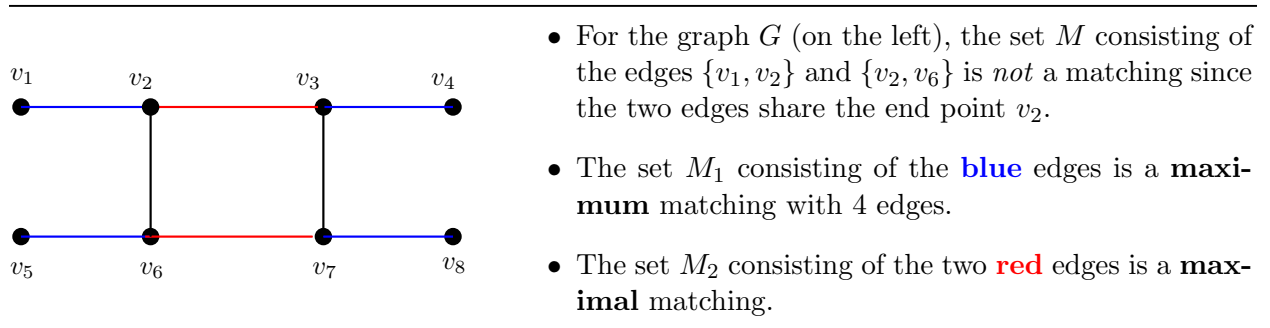 v₁ v₂ v₃ v₄
v₅ v₆ v₇ v₈
• For the graph G (on the left), the set M consisting of
the edges {v₁, v₂} and {v₂, v₆} is not a matching since
the two edges share the end point v₂.
• The set M₁ consisting of the blue edges is a maxi-
mum matching with 4 edges.
• The set M₂ consisting of the two red edges is a max-
imal matching.